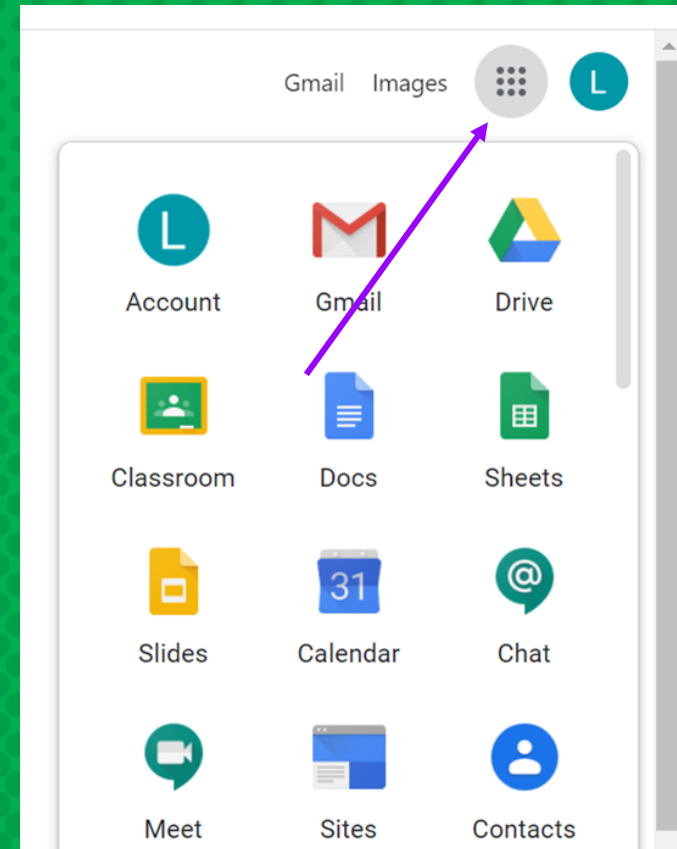 Gmail Images L
L
Account Gmail Drive
Classroom Docs Sheets
31 @
Slides Calendar Chat
Meet Sites Contacts